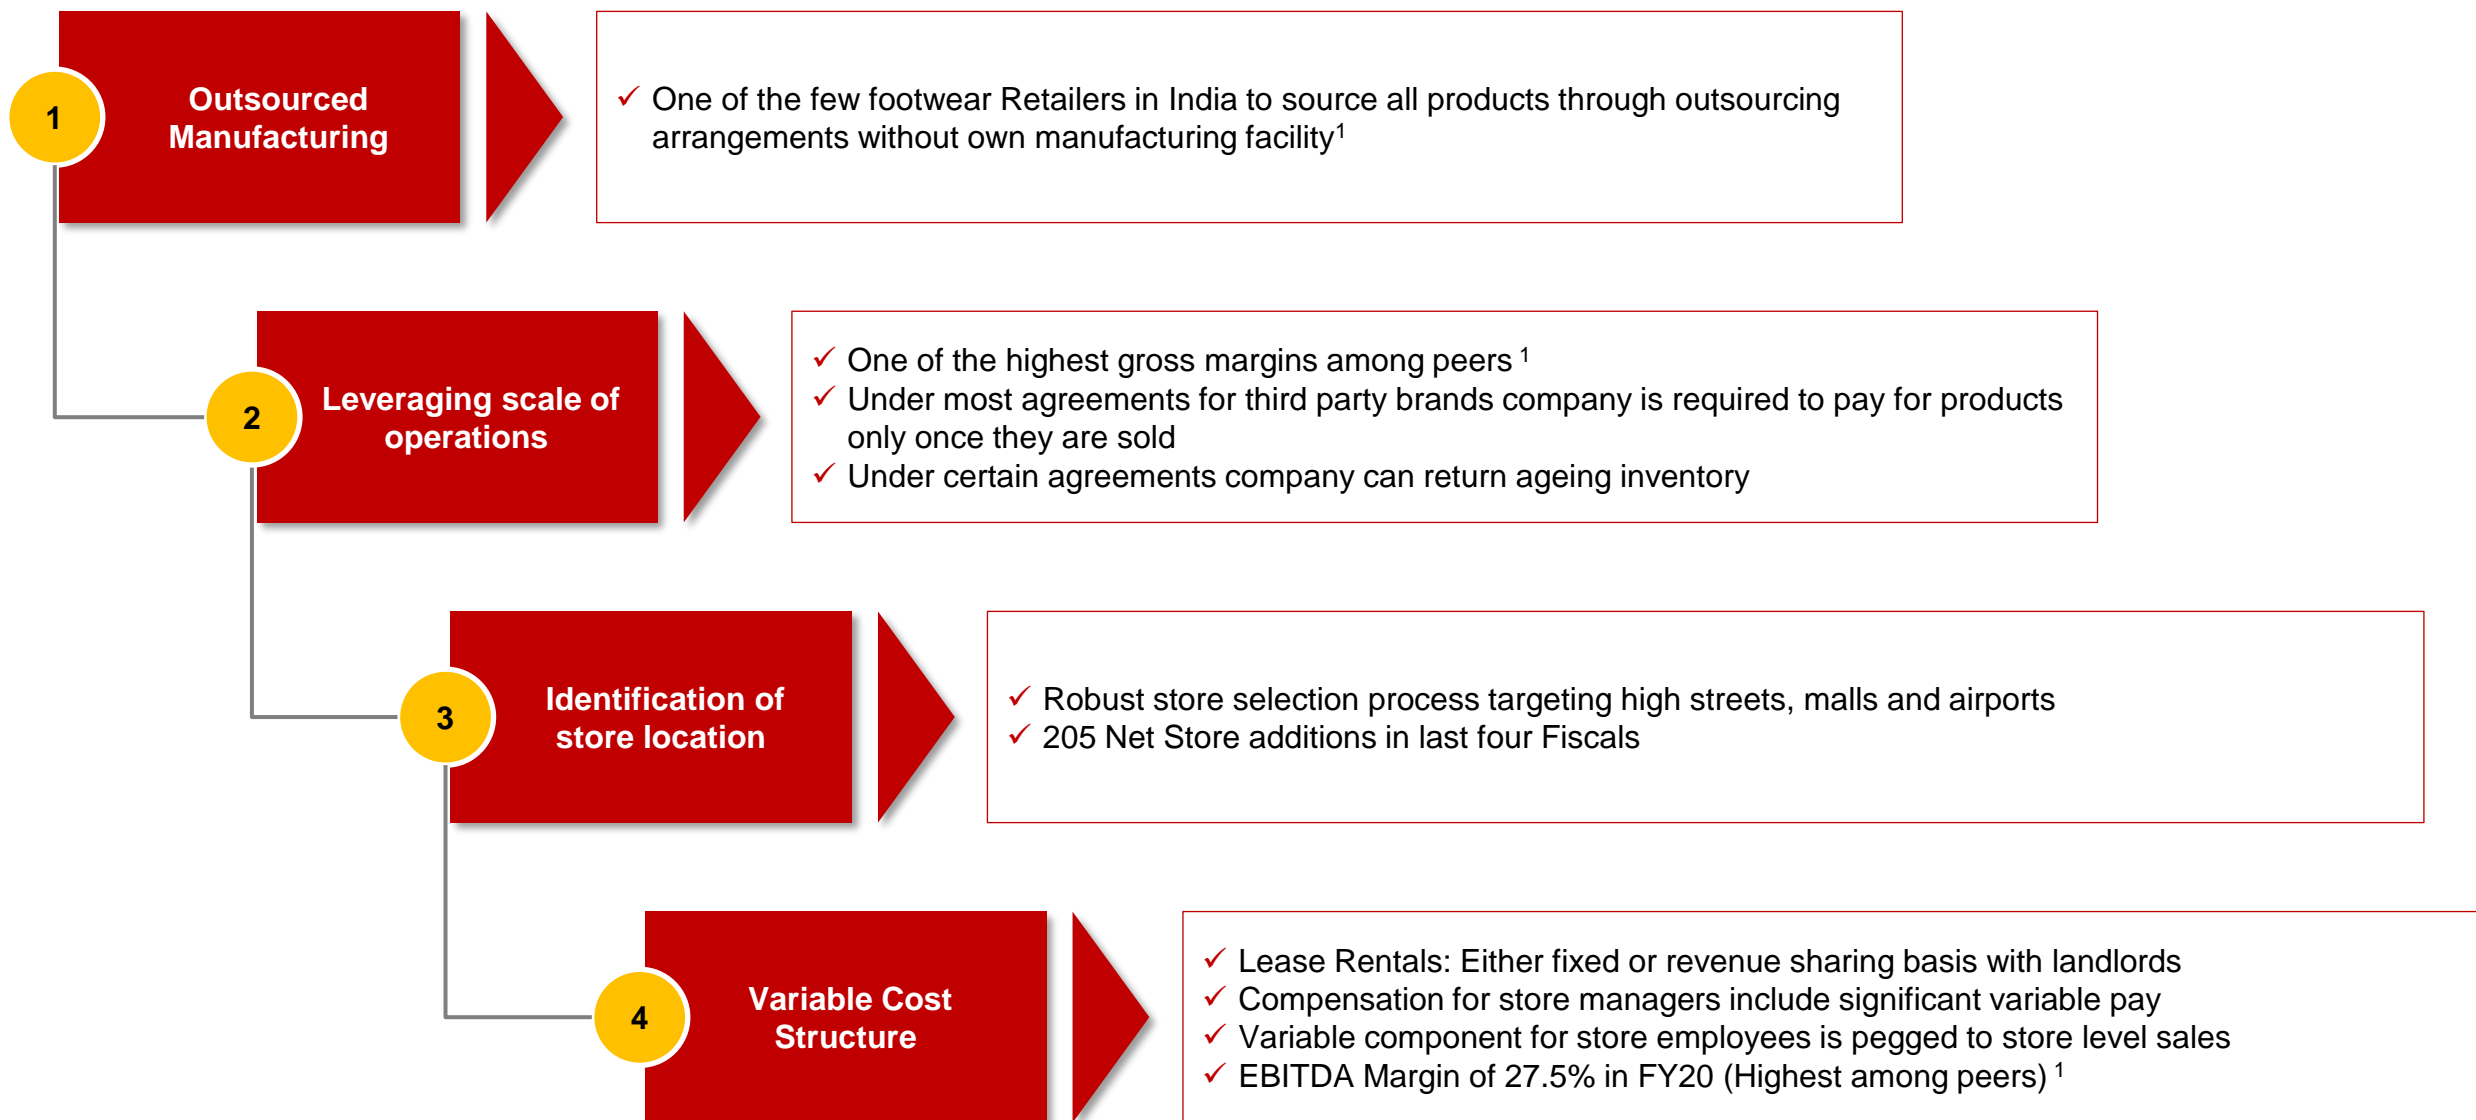 1
Outsourced
Manufacturing
✓ One of the few footwear Retailers in India to source all products through outsourcing
arrangements without own manufacturing facility¹
2
Leveraging scale of
operations
✓ One of the highest gross margins among peers ¹
✓ Under most agreements for third party brands company is required to pay for products
only once they are sold
✓ Under certain agreements company can return ageing inventory
3
Identification of
store location
✓ Robust store selection process targeting high streets, malls and airports
✓ 205 Net Store additions in last four Fiscals
4
Variable Cost
Structure
✓ Lease Rentals: Either fixed or revenue sharing basis with landlords
✓ Compensation for store managers include significant variable pay
✓ Variable component for store employees is pegged to store level sales
✓ EBITDA Margin of 27.5% in FY20 (Highest among peers) ¹